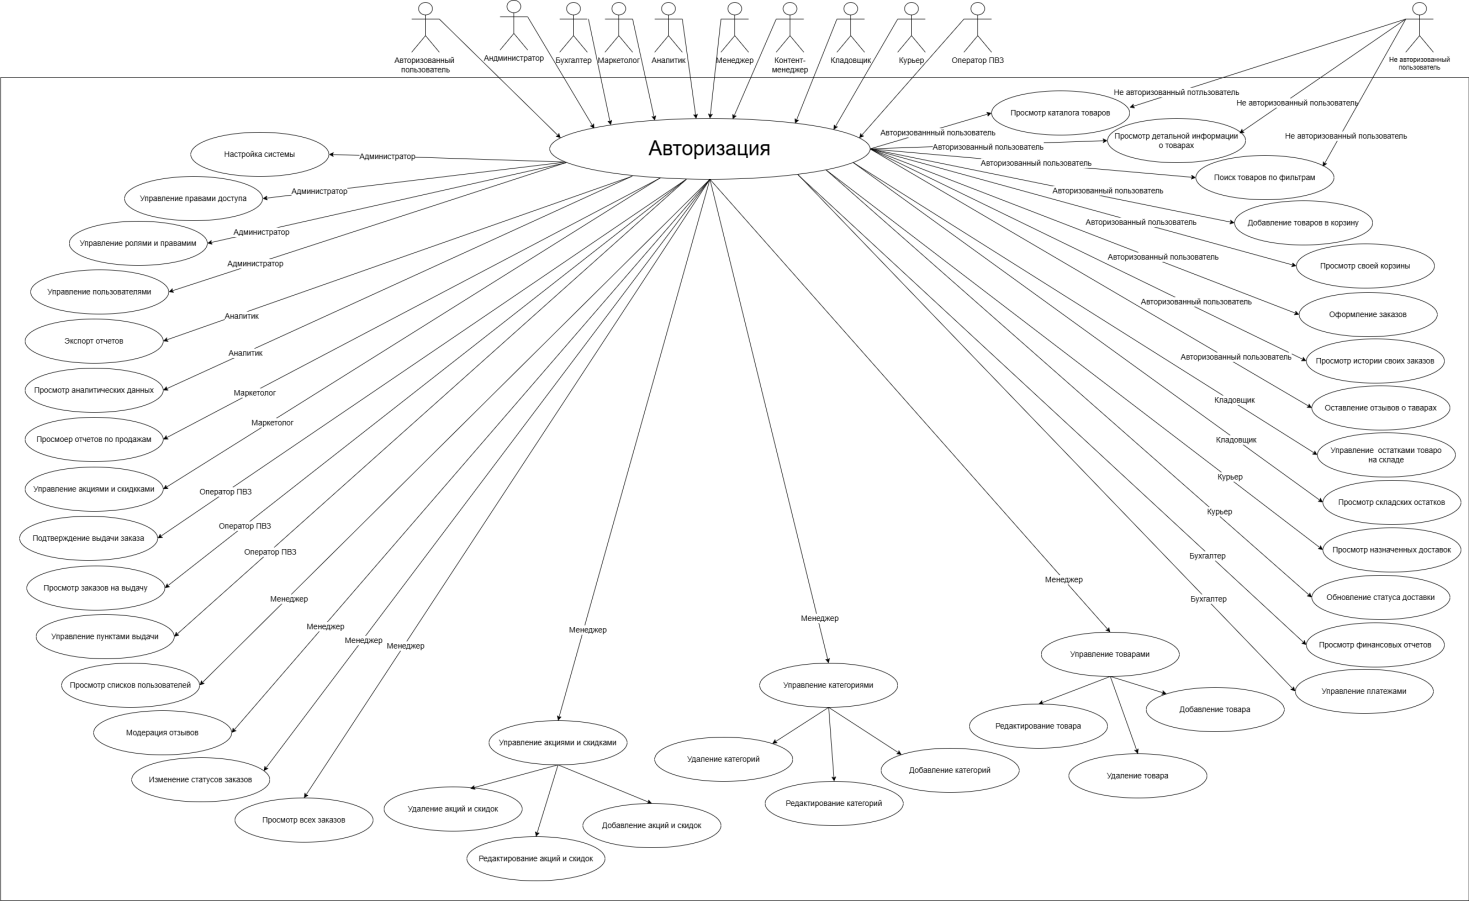 Авторизованный
пользователь
Андминистратор
Бухгалтер
Маркетолог
Аналитик
Менеджер
Контент-
менеджер
Кладовщик
Курьер
Оператор ПВЗ
Не авторизованный
пользователь
Авторизация
Не авторизованный потльзователь
Не авторизованный пользователь
Не авторизованный пользователь
Просмотр каталога товаров
Авторизованнный пользователь
Просмотр детальной информации
о товарах
Авторизованный пользователь
Поиск товаров по фильтрам
Авторизованный пользователь
Добавление товаров в корзину
Авторизованный пользователь
Просмотр своей корзины
Авторизованный пользователь
Оформление заказов
Авторизованный пользователь
Просмотр истории своих заказов
Авторизованный пользователь
Оставление отзывов о таварах
Авторизованный пользователь
Управление остатками товаро
на складе
Кладовщик
Просмотр складских остатков
Кладовщик
Просмотр назначенных доставок
Курьер
Обновление статуса доставки
Курьер
Просмотр финансовых отчетов
Бухгалтер
Управление платежами
Бухгалтер
Настройка системы
Администратор
Управление правами доступа
Администратор
Управление ролями и правамим
Администратор
Управление пользователями
Администратор
Экспорт отчетов
Аналитик
Просмотр аналитических данных
Аналитик
Просмоер отчетов по продажам
Маркетолог
Управление акциями и скидкками
Маркетолог
Подтверждение выдачи заказа
Оператор ПВЗ
Просмотр заказов на выдачу
Оператор ПВЗ
Управление пунктами выдачи
Оператор ПВЗ
Просмотр списков пользователей
Менеджер
Модерация отзывов
Менеджер
Изменение статусов заказов
Менеджер
Просмотр всех заказов
Менеджер
Менеджер
Управление акциями и скидками
Удаление акций и скидок
Редактирование акций и скидок
Добавление акций и скидок
Менеджер
Управление категориями
Удаление категорий
Редактирование категорий
Добавление категорий
Менеджер
Управление товарами
Редактирование товара
Удаление товара
Добавление товара